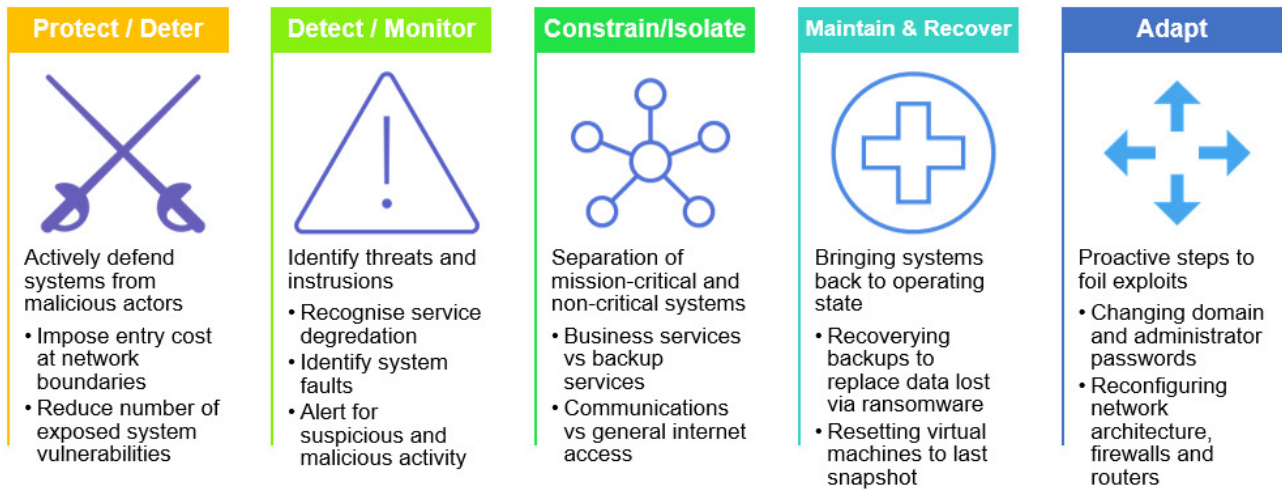 Protect / Deter
Actively defend
systems from
malicious actors
• Impose entry cost
at network
boundaries
• Reduce number of
exposed system
vulnerabilities
Detect / Monitor
Identify threats and
instrusions
• Recognise service
degredation
• Identify system
faults
• Alert for
suspicious and
malicious activity
Constrain/Isolate
Separation of
mission-critical and
non-critical systems
• Business services
vs backup
services
• Communications
vs general internet
access
Maintain & Recover
Bringing systems
back to operating
state
• Recoverying
backups to
replace data lost
via ransomware
• Resetting virtual
machines to last
snapshot
Adapt
Proactive steps to
foil exploits
• Changing domain
and administrator
passwords
• Reconfiguring
network
architecture,
firewalls and
routers